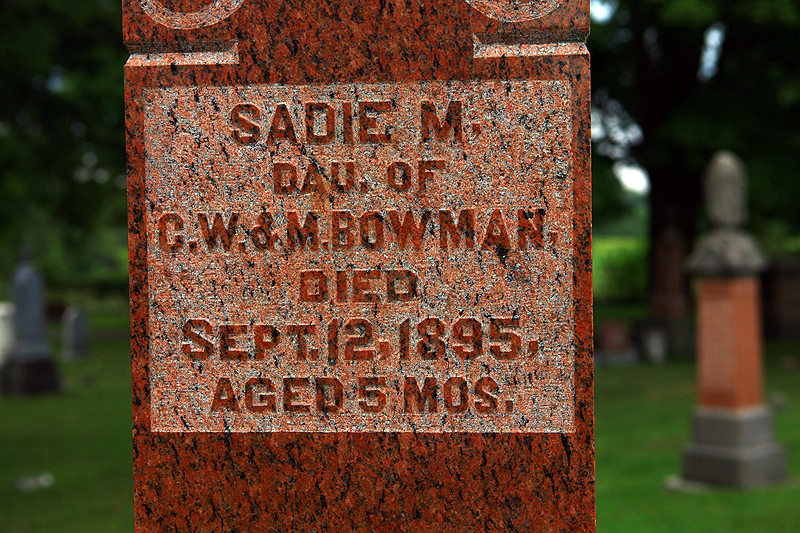 SADIE M.
DAU. OF
C.W.&M.BOWMAN,
DIED
SEPT. 12, 1895,
AGED 5 MOS.